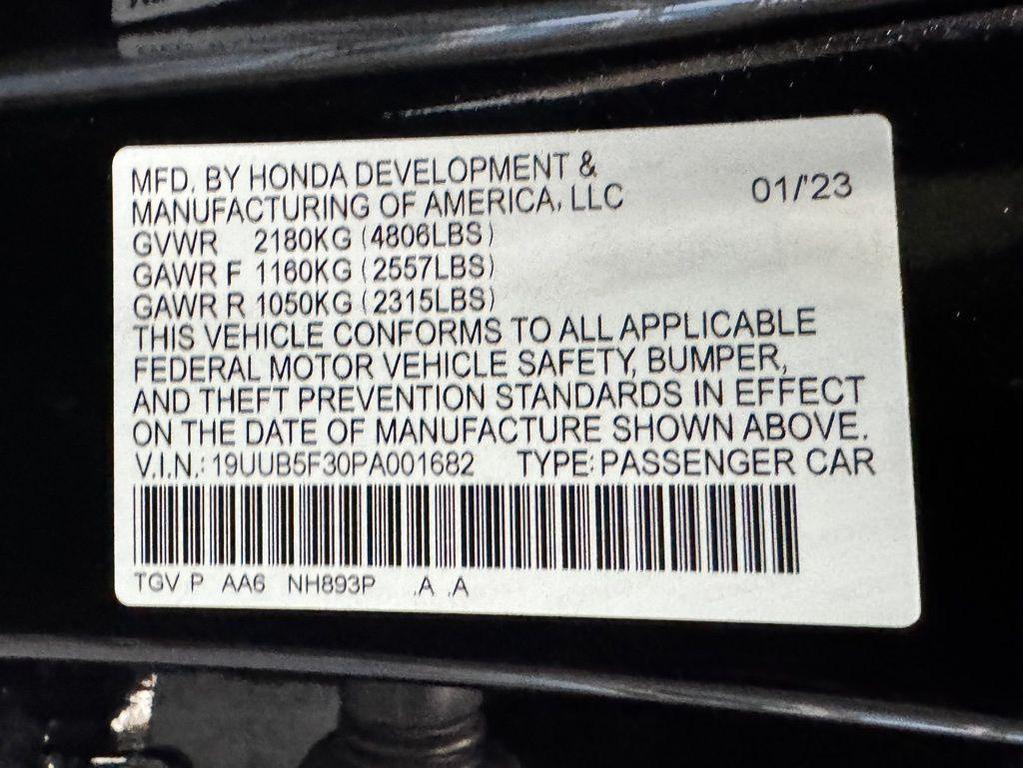 MFD. BY HONDA DEVELOPMENT &
MANUFACTURING OF AMERICA, LLC 01/'23
GVWR 2180KG (4806LBS)
GAWR F 1160KG (2557LBS)
GAWR R 1050KG (2315LBS)
THIS VEHICLE CONFORMS TO ALL APPLICABLE
FEDERAL MOTOR VEHICLE SAFETY, BUMPER,
AND THEFT PREVENTION STANDARDS IN EFFECT
ON THE DATE OF MANUFACTURE SHOWN ABOVE.
V.I.N.: 19UUB5F30PA001682 TYPE: PASSENGER CAR
TGV P AA6 NH893P .A .A